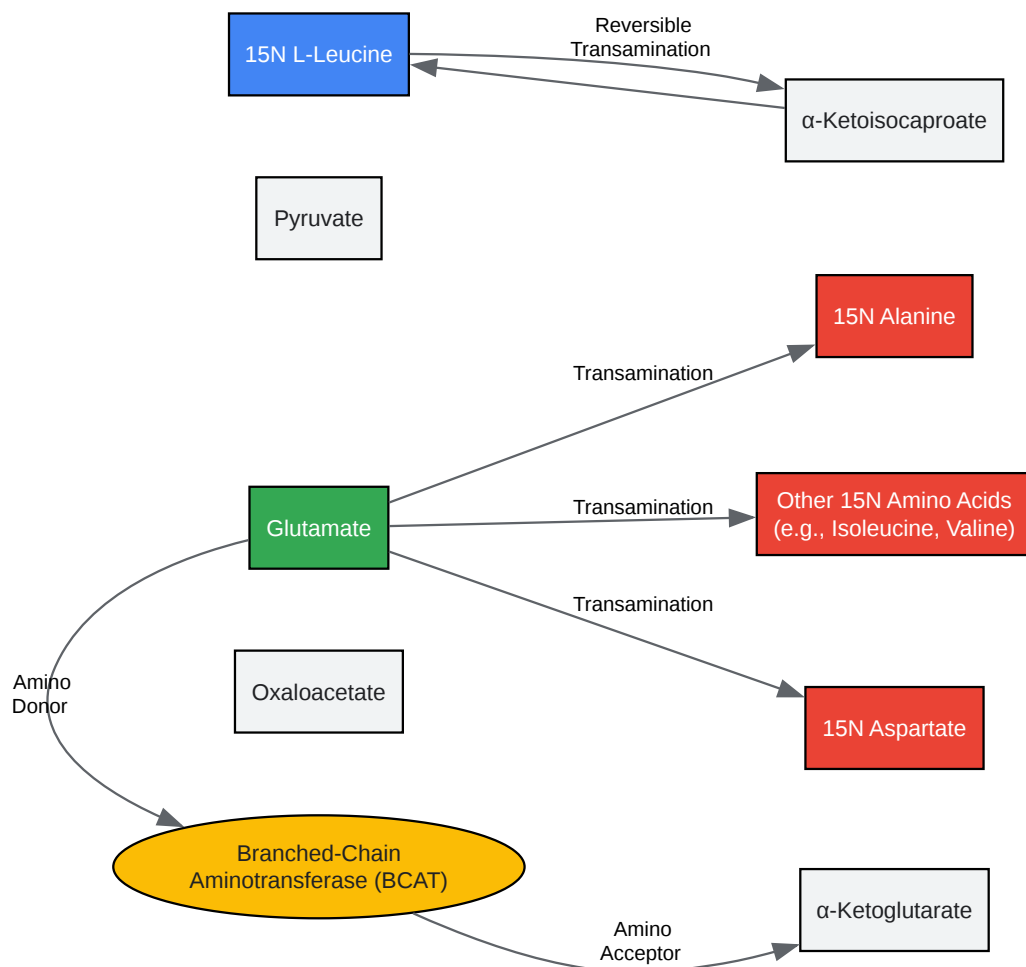 15N L-Leucine
Reversible
Transamination
α-Ketoisocaproate
Pyruvate
15N Alanine
Transamination
Glutamate
Transamination
Other 15N Amino Acids
(e.g., Isoleucine, Valine)
Transamination
Oxaloacetate
Amino
Donor
15N Aspartate
Branched-Chain
Aminotransferase (BCAT)
α-Ketoglutarate
Amino
Acceptor